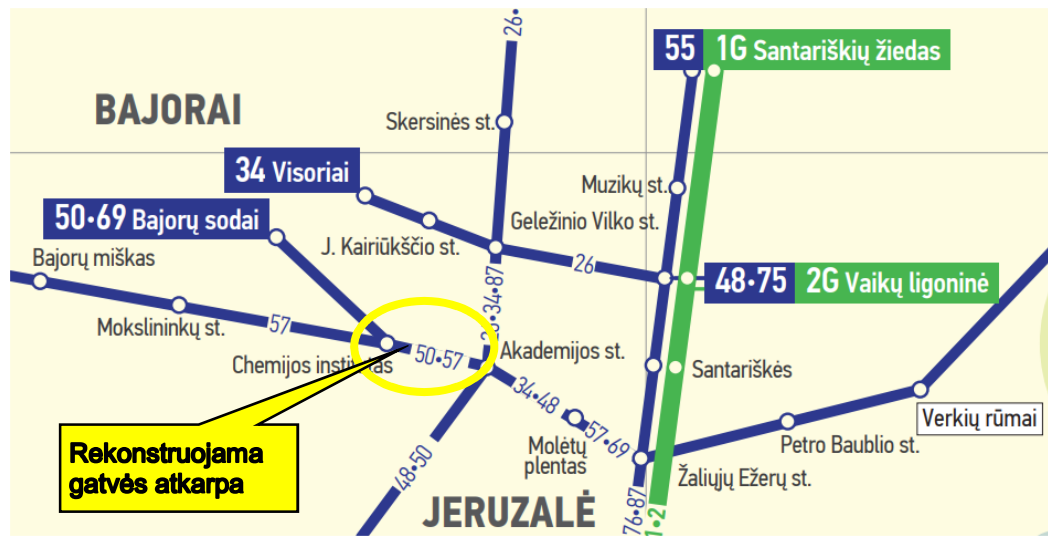 26•
55
1G Santariškių žiedas
BAJORAI
Skersinės st.
34 Visoriai
Muzikų st.
50•69 Bajorų sodai
Geležinio Vilko st.
J. Kairiūkščio st.
Bajorų miškas
26
48•75
2G Vaikų ligoninė
26•34•87
Mokslininkų st.
57
Chemijos institutas
50•57
Akademijos st.
Santariškės
34•48
57•69
Verkių rūmai
Rekonstruojama
gatvės atkarpa
Molėtų
plentas
Petro Baublio st.
Žaliųjų Ežerų st.
48•50
JERUZALĖ
76•87
1•2